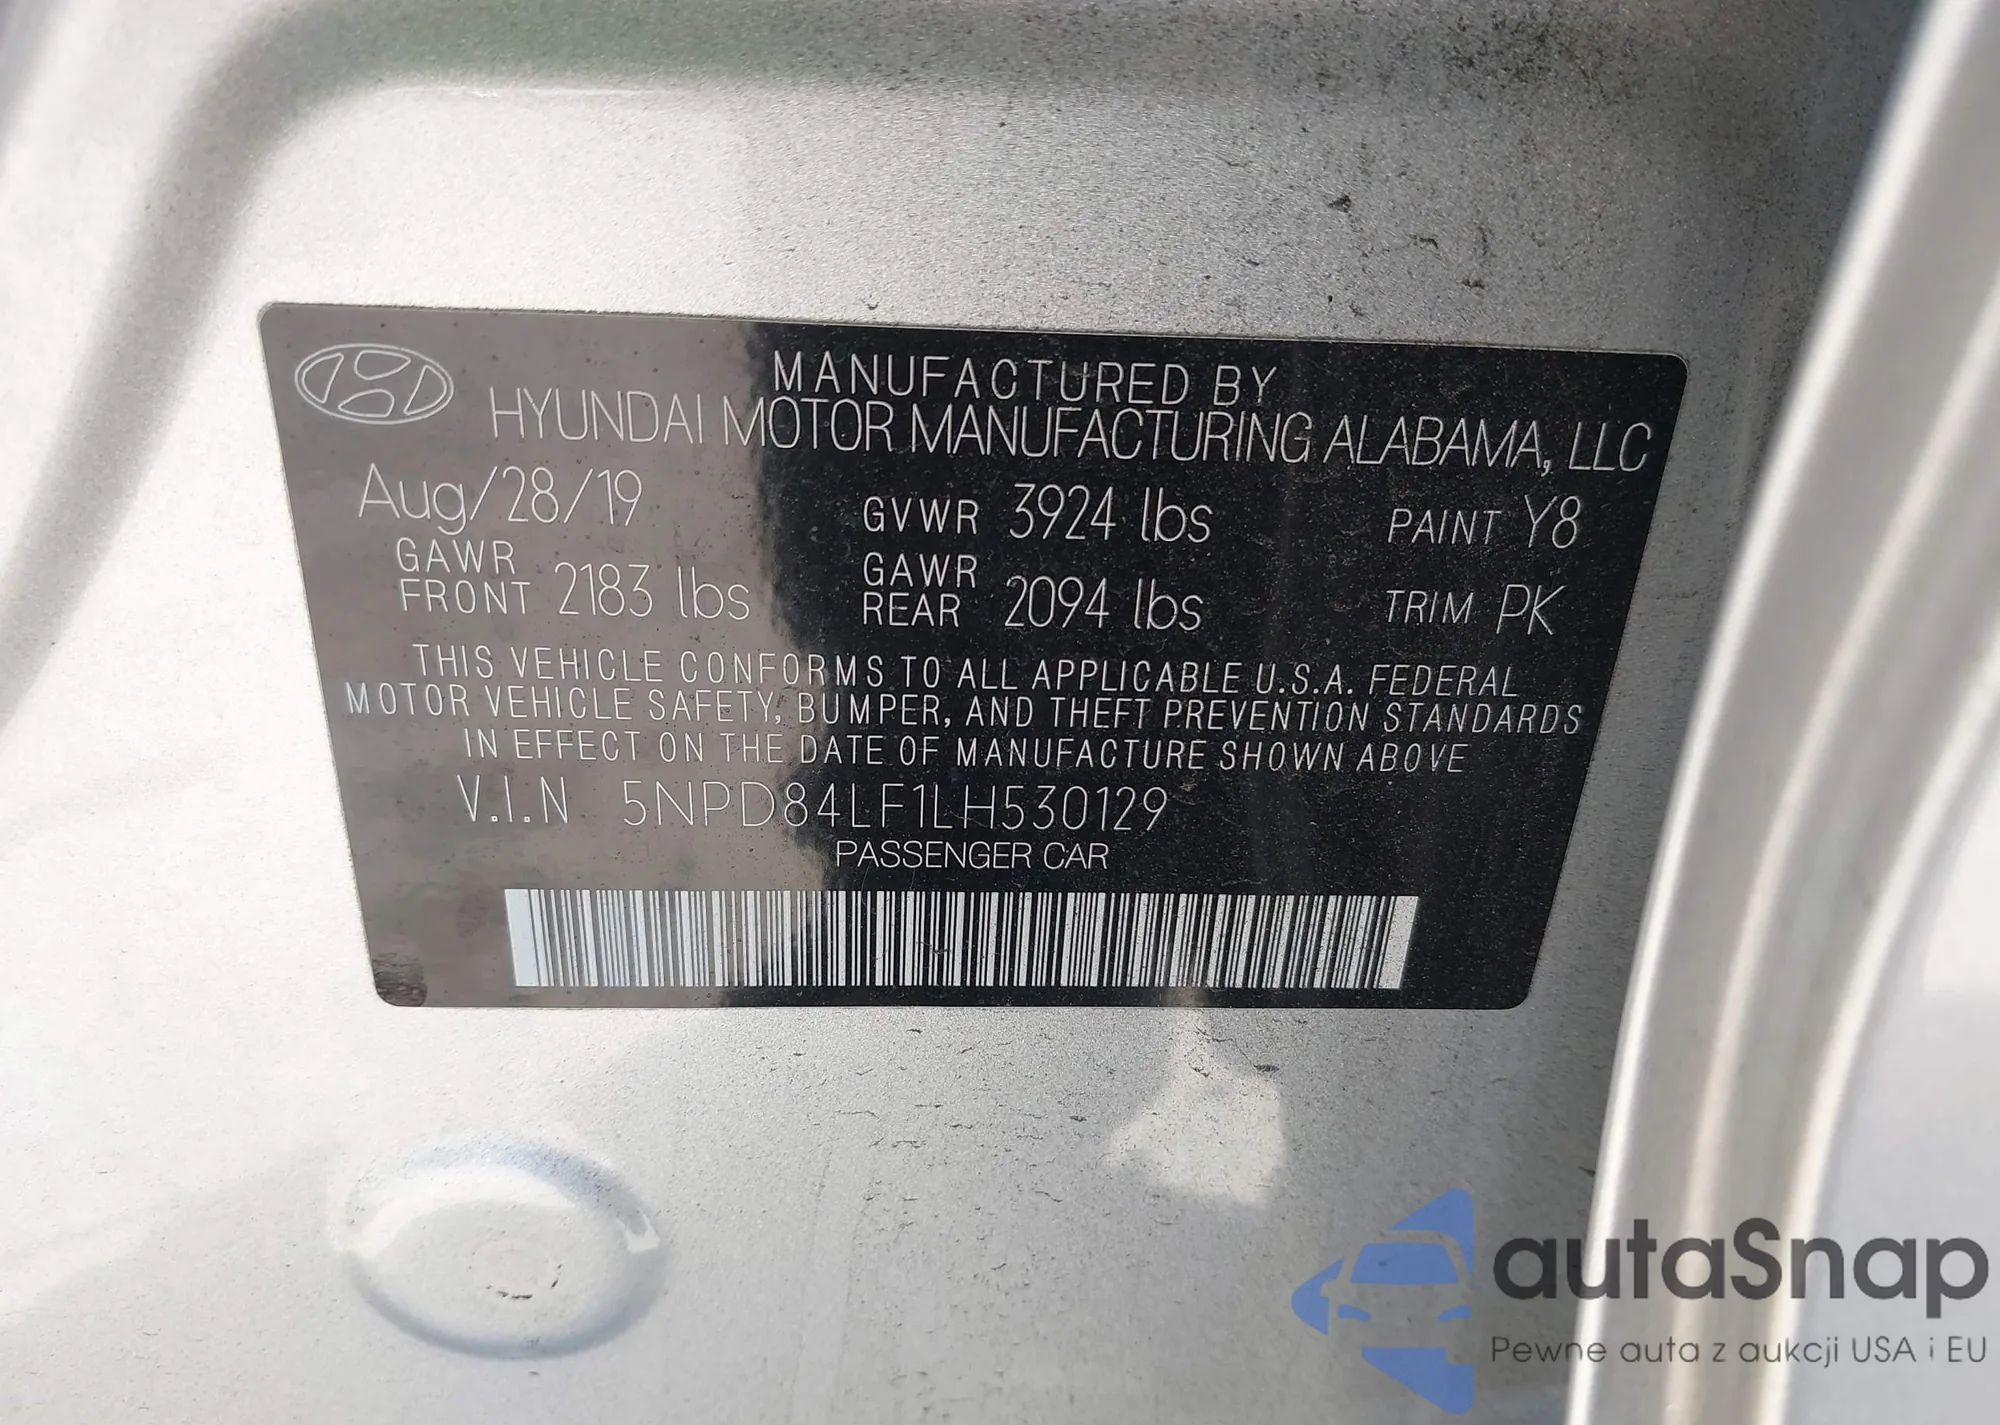 MANUFACTURED BY
HYUNDAI MOTOR MANUFACTURING ALABAMA, LLC
Aug/28/19 GVWR 3924 lbs PAINT Y8
GAWR FRONT 2183 lbs GAWR REAR 2094 lbs TRIM PK
THIS VEHICLE CONFORMS TO ALL APPLICABLE U.S.A. FEDERAL
MOTOR VEHICLE SAFETY, BUMPER, AND THEFT PREVENTION STANDARDS
IN EFFECT ON THE DATE OF MANUFACTURE SHOWN ABOVE
V.I.N 5NPD84LF1LH530129
PASSENGER CAR
autaSnap
Pewne auta z aukcji USA i EU